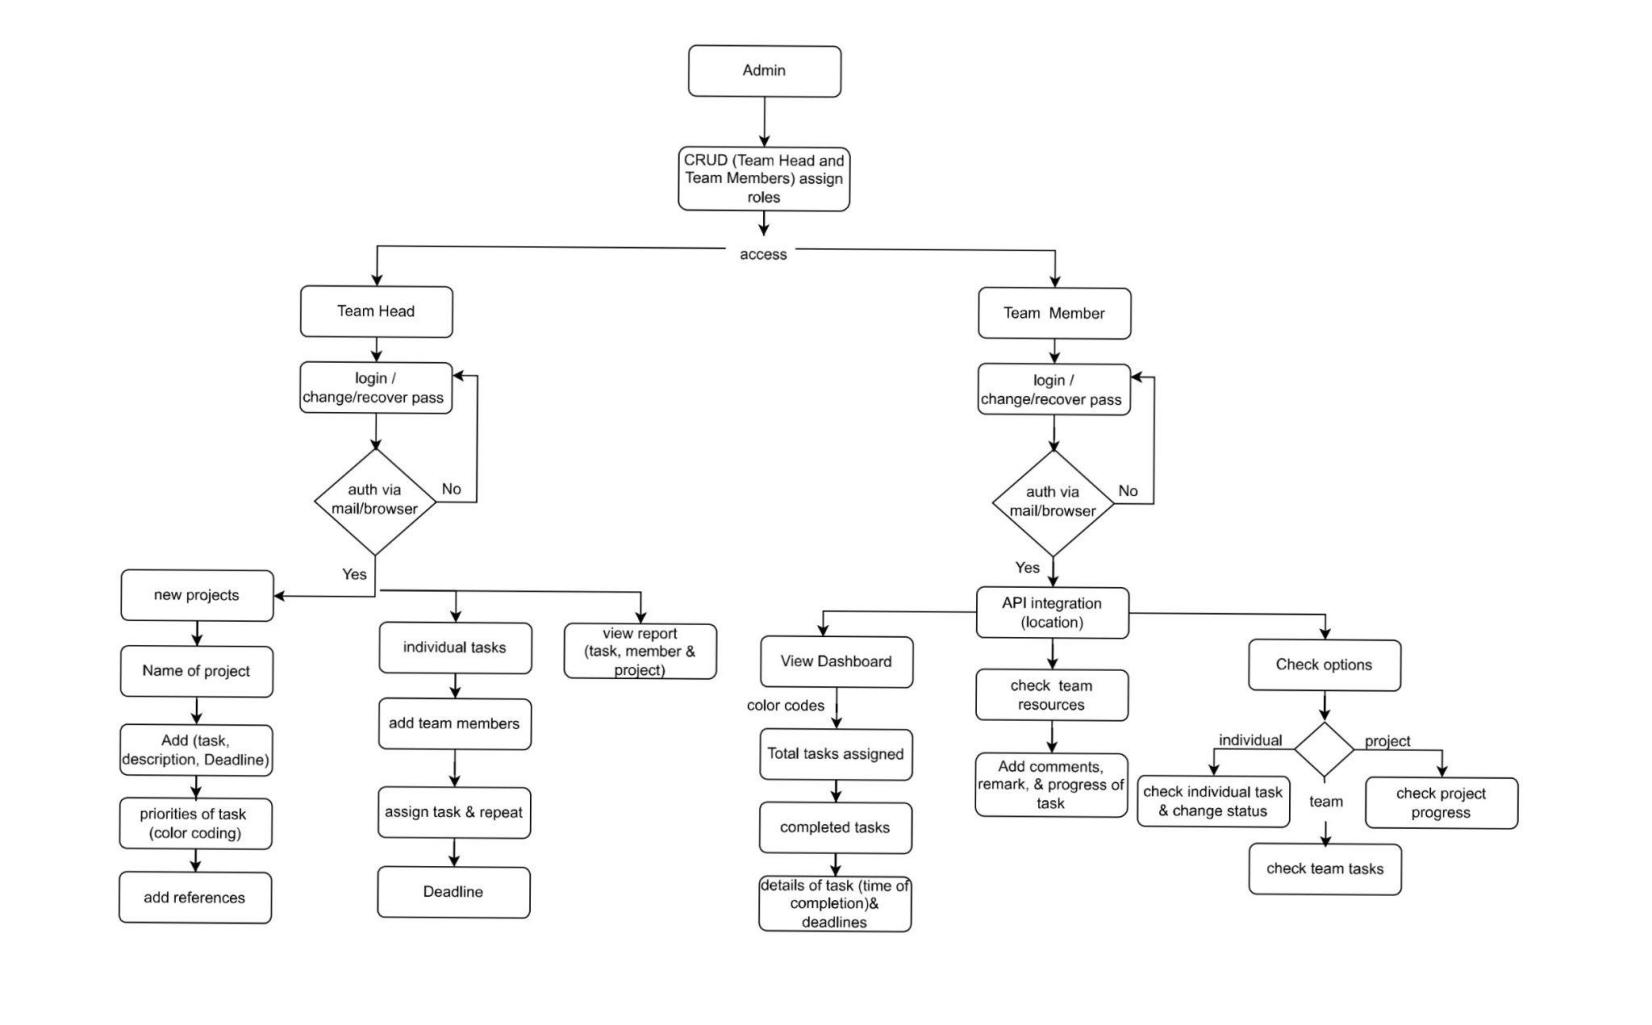 Admin
CRUD (Team Head and
Team Members) assign
roles
access
Team Head
login /
change/recover pass
auth via
mail/browser
No
Yes
new projects
Name of project
Add (task,
description, Deadline)
priorities of task
(color coding)
add references
individual tasks
add team members
assign task & repeat
Deadline
view report
(task, member &
project)
Team Member
login /
change/recover pass
auth via
mail/browser
No
Yes
API integration
(location)
View Dashboard
color codes
Total tasks assigned
completed tasks
details of task (time of
completion)&
deadlines
check team
resources
Add comments,
remark, & progress of
task
Check options
individual
project
team
check individual task
& change status
check project
progress
check team tasks